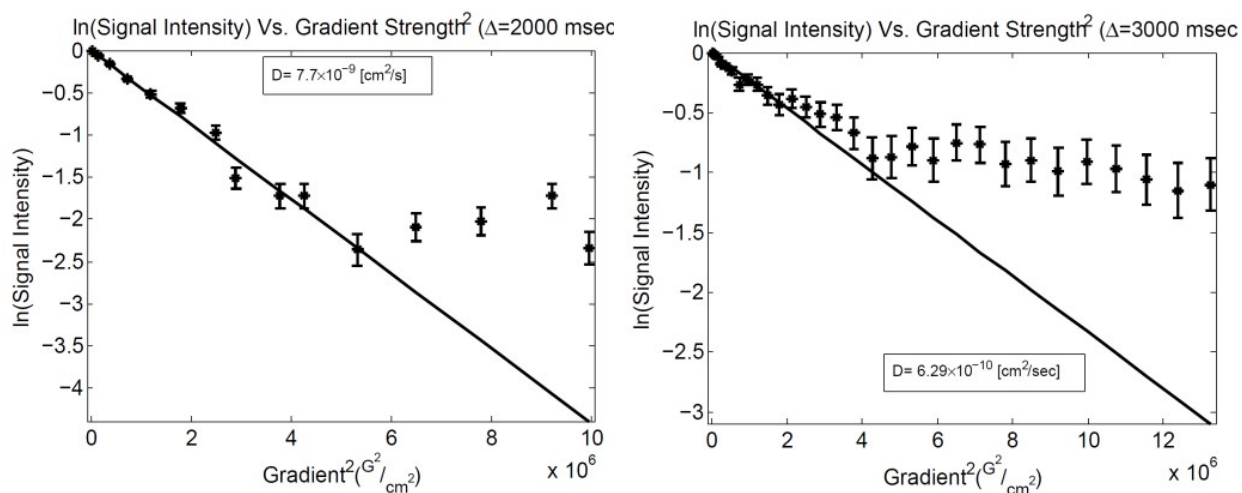 ln(Signal Intensity) Vs. Gradient Strength² (Δ=2000 msec
D= 7.7×10⁻⁹ [cm²/s]
ln(Signal Intensity)
0
−0.5
−1
−1.5
−2
−2.5
−3
−3.5
−4
0
2
4
6
8
10
x 10⁶
Gradient²(G²/cm²)
ln(Signal Intensity) Vs. Gradient Strength² (Δ=3000 msec
D= 6.29×10⁻¹⁰ [cm²/sec]
ln(Signal Intensity)
0
−0.5
−1
−1.5
−2
−2.5
−3
0
2
4
6
8
10
12
x 10⁶
Gradient²(G²/cm²)